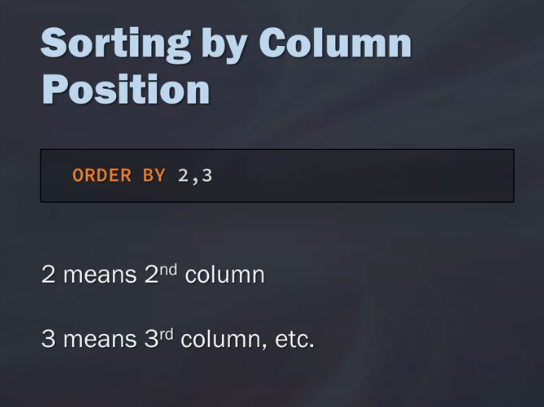 Sorting by Column
Position
ORDER BY 2,3
2 means 2nd column
3 means 3rd column, etc.